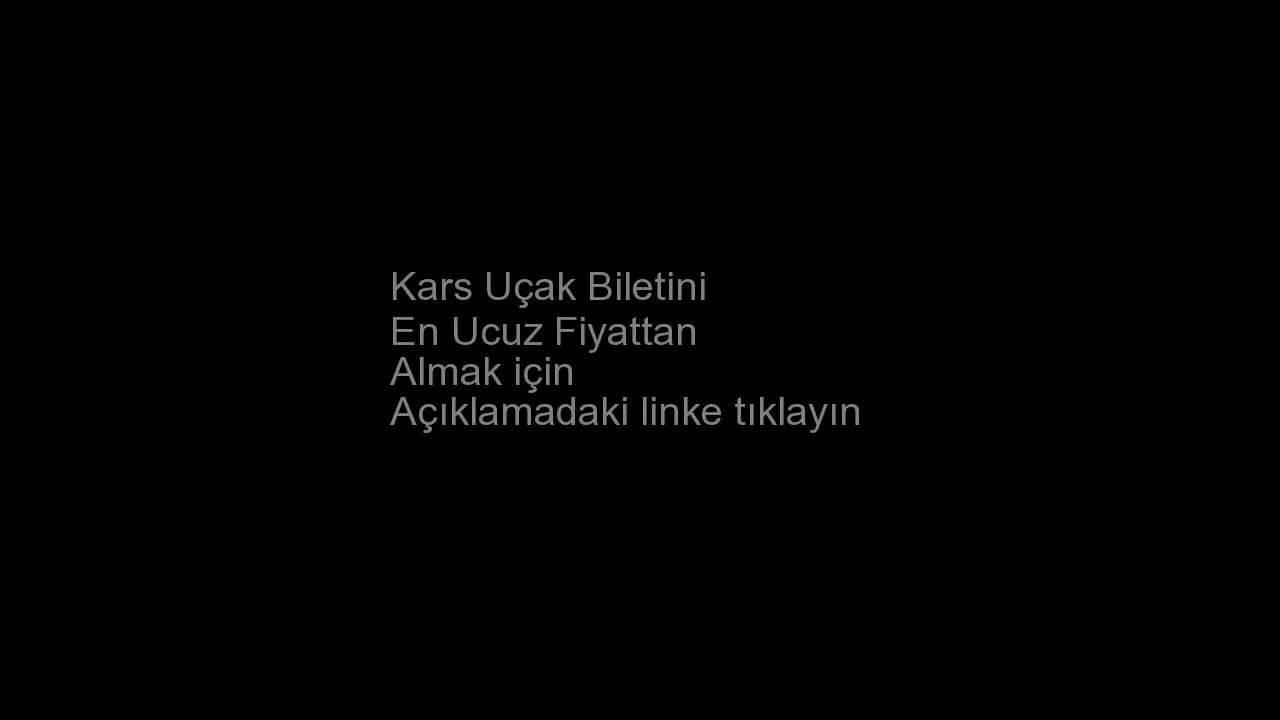 Kars Uçak Biletini
En Ucuz Fiyattan
Almak için
Açıklamadaki linke tıklayın